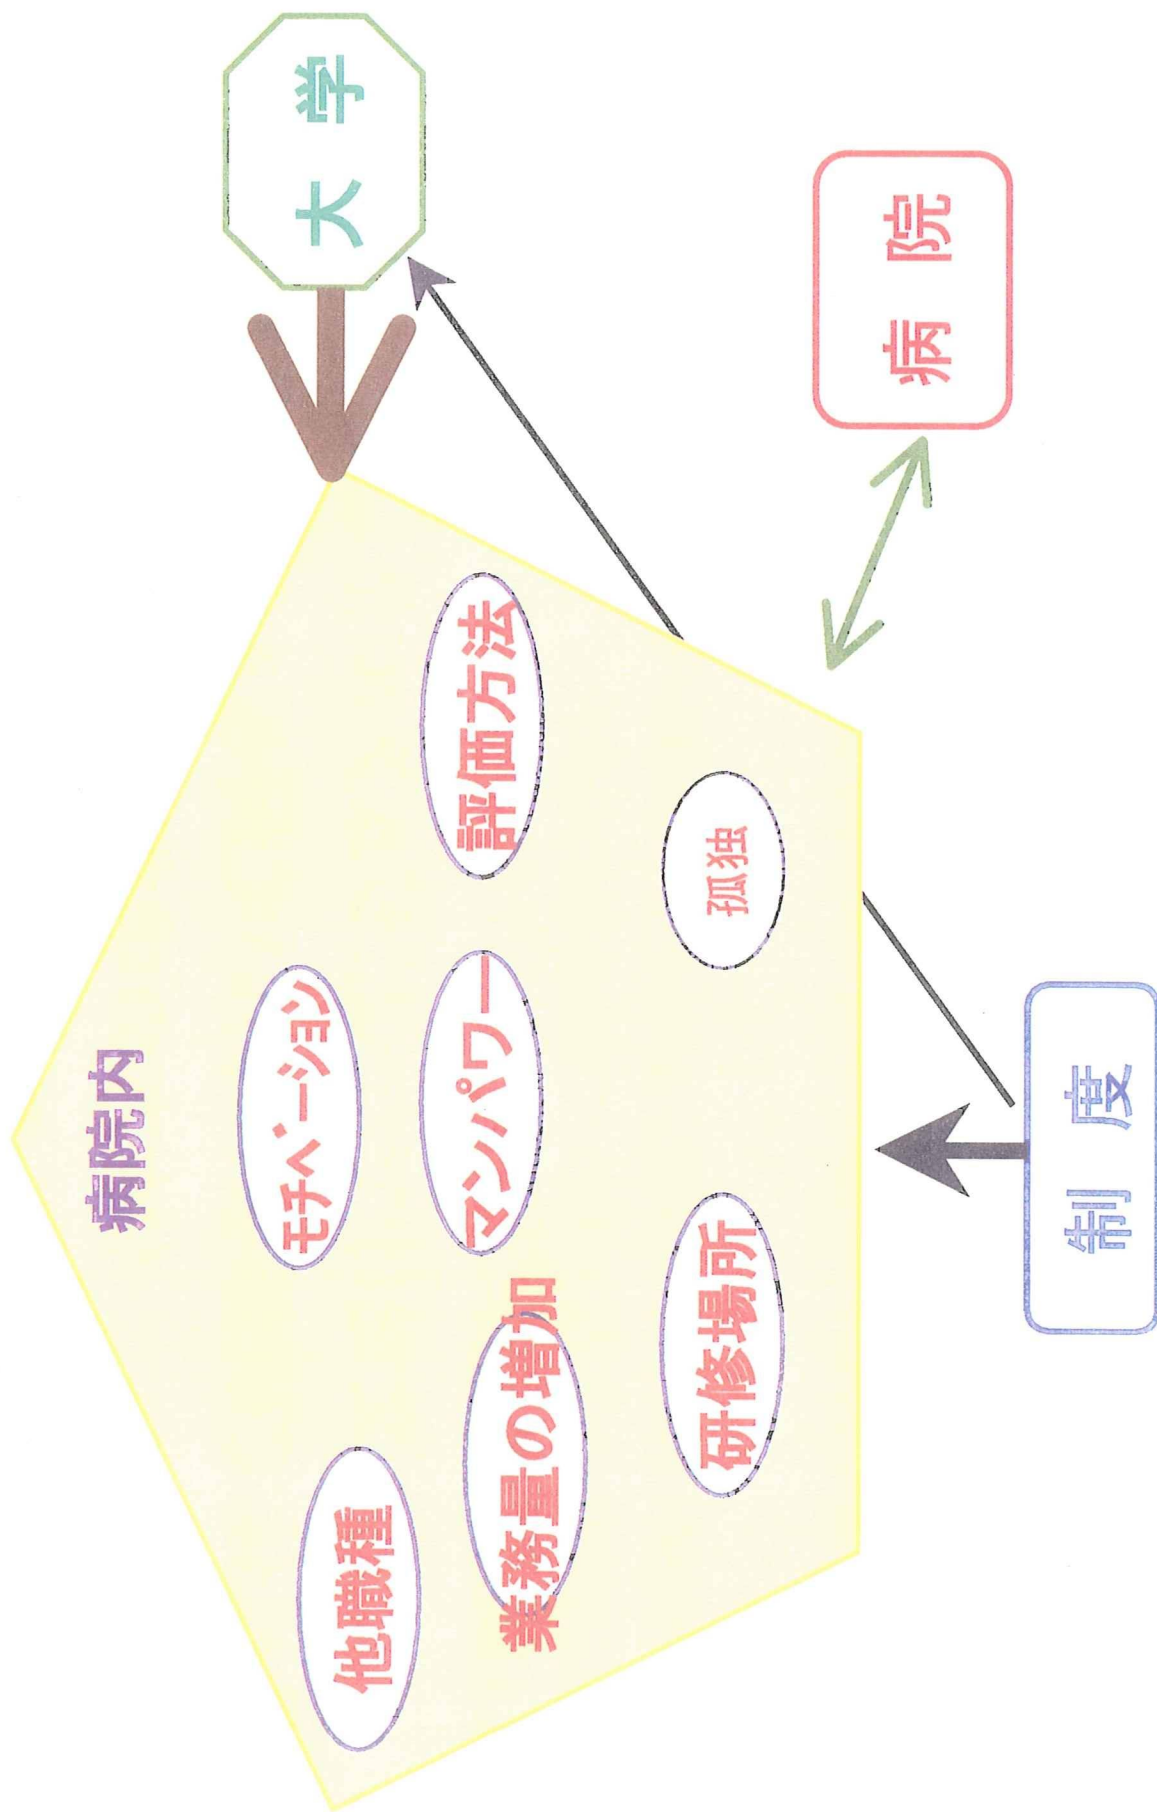 病院内
他職種
モチベーション
業務量の増加
マンパワー
評価方法
研修場所
孤独
大学
病院
制度